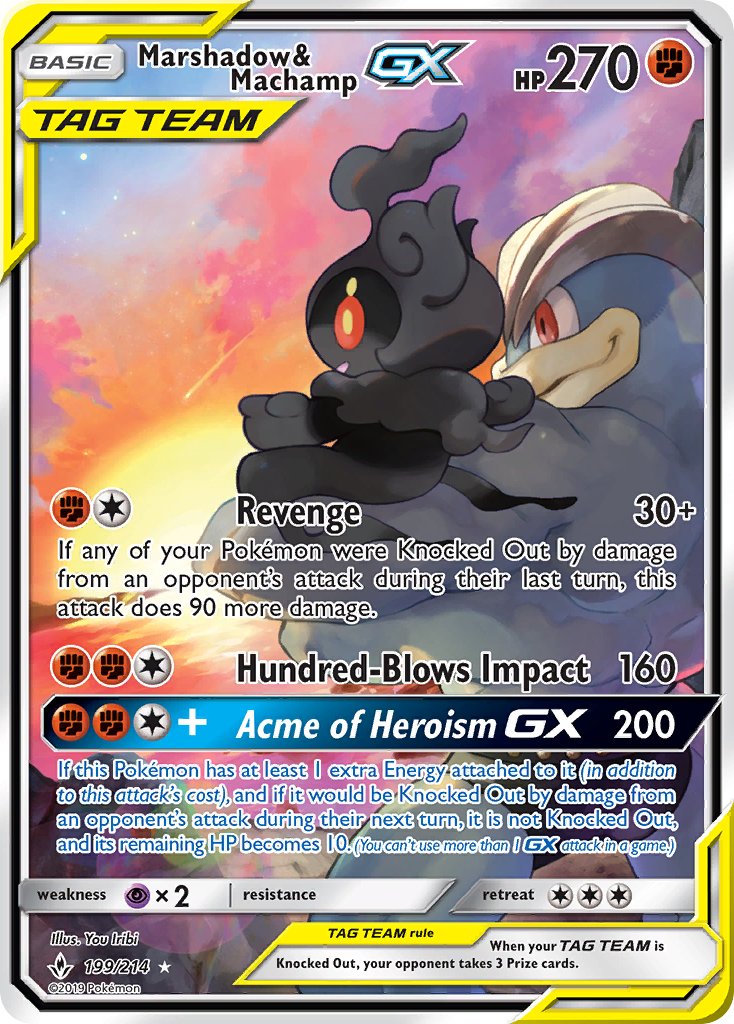 BASIC Marshadow& Machamp GX HP270
TAG TEAM
Revenge 30+
If any of your Pokémon were Knocked Out by damage
from an opponent's attack during their last turn, this
attack does 90 more damage.
Hundred-Blows Impact 160
+ Acme of Heroism GX 200
If this Pokémon has at least 1 extra Energy attached to it (in addition
to this attack's cost), and if it would be Knocked Out by damage from
an opponent's attack during their next turn, it is not Knocked Out,
and its remaining HP becomes 10. (You can't use more than 1 GX attack in a game.)
weakness ×2 resistance retreat
Illus. You Iribi
199/214
©2019 Pokémon
TAG TEAM rule
When your TAG TEAM is
Knocked Out, your opponent takes 3 Prize cards.